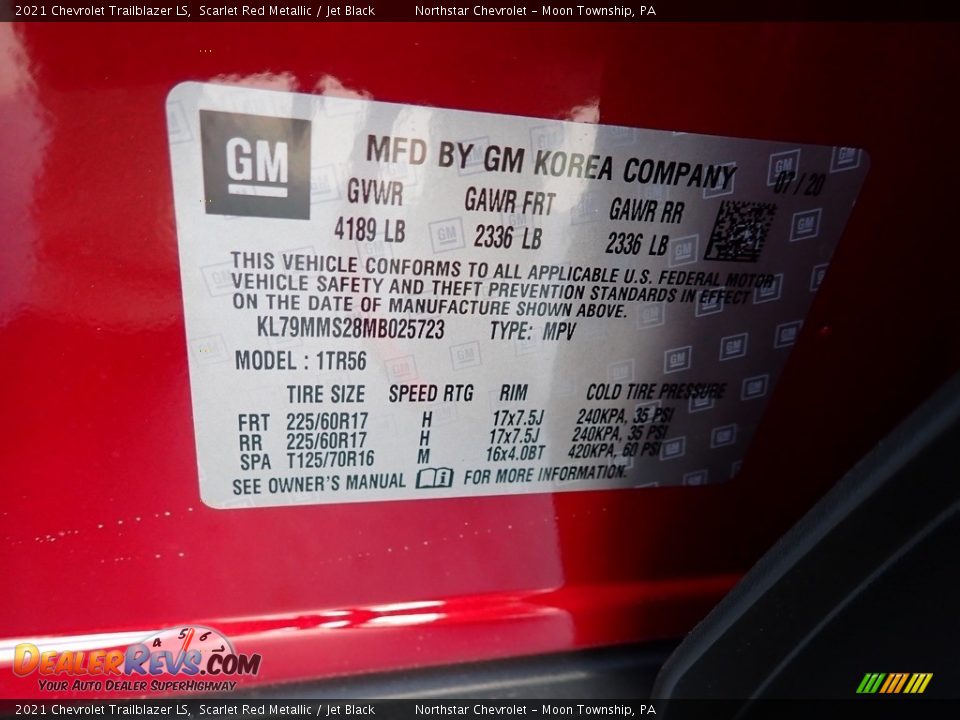 2021 Chevrolet Trailblazer LS, Scarlet Red Metallic / Jet Black Northstar Chevrolet - Moon Township, PA
GM MFD BY GM KOREA COMPANY
07 / 20
GVWR GAWR FRT GAWR RR
4189 LB 2336 LB 2336 LB
THIS VEHICLE CONFORMS TO ALL APPLICABLE U.S. FEDERAL MOTOR
VEHICLE SAFETY AND THEFT PREVENTION STANDARDS IN EFFECT
ON THE DATE OF MANUFACTURE SHOWN ABOVE.
KL79MMS28MB025723 TYPE: MPV
MODEL : 1TR56
TIRE SIZE SPEED RTG RIM COLD TIRE PRESSURE
FRT 225/60R17 H 17x7.5J 240KPA, 35 PSI
RR 225/60R17 H 17x7.5J 240KPA, 35 PSI
SPA T125/70R16 M 16x4.0BT 420KPA, 60 PSI
SEE OWNER'S MANUAL FOR MORE INFORMATION.
4 5 6
DEALERREVS.COM
YOUR AUTO DEALER SUPERHIGHWAY
2021 Chevrolet Trailblazer LS, Scarlet Red Metallic / Jet Black Northstar Chevrolet - Moon Township, PA